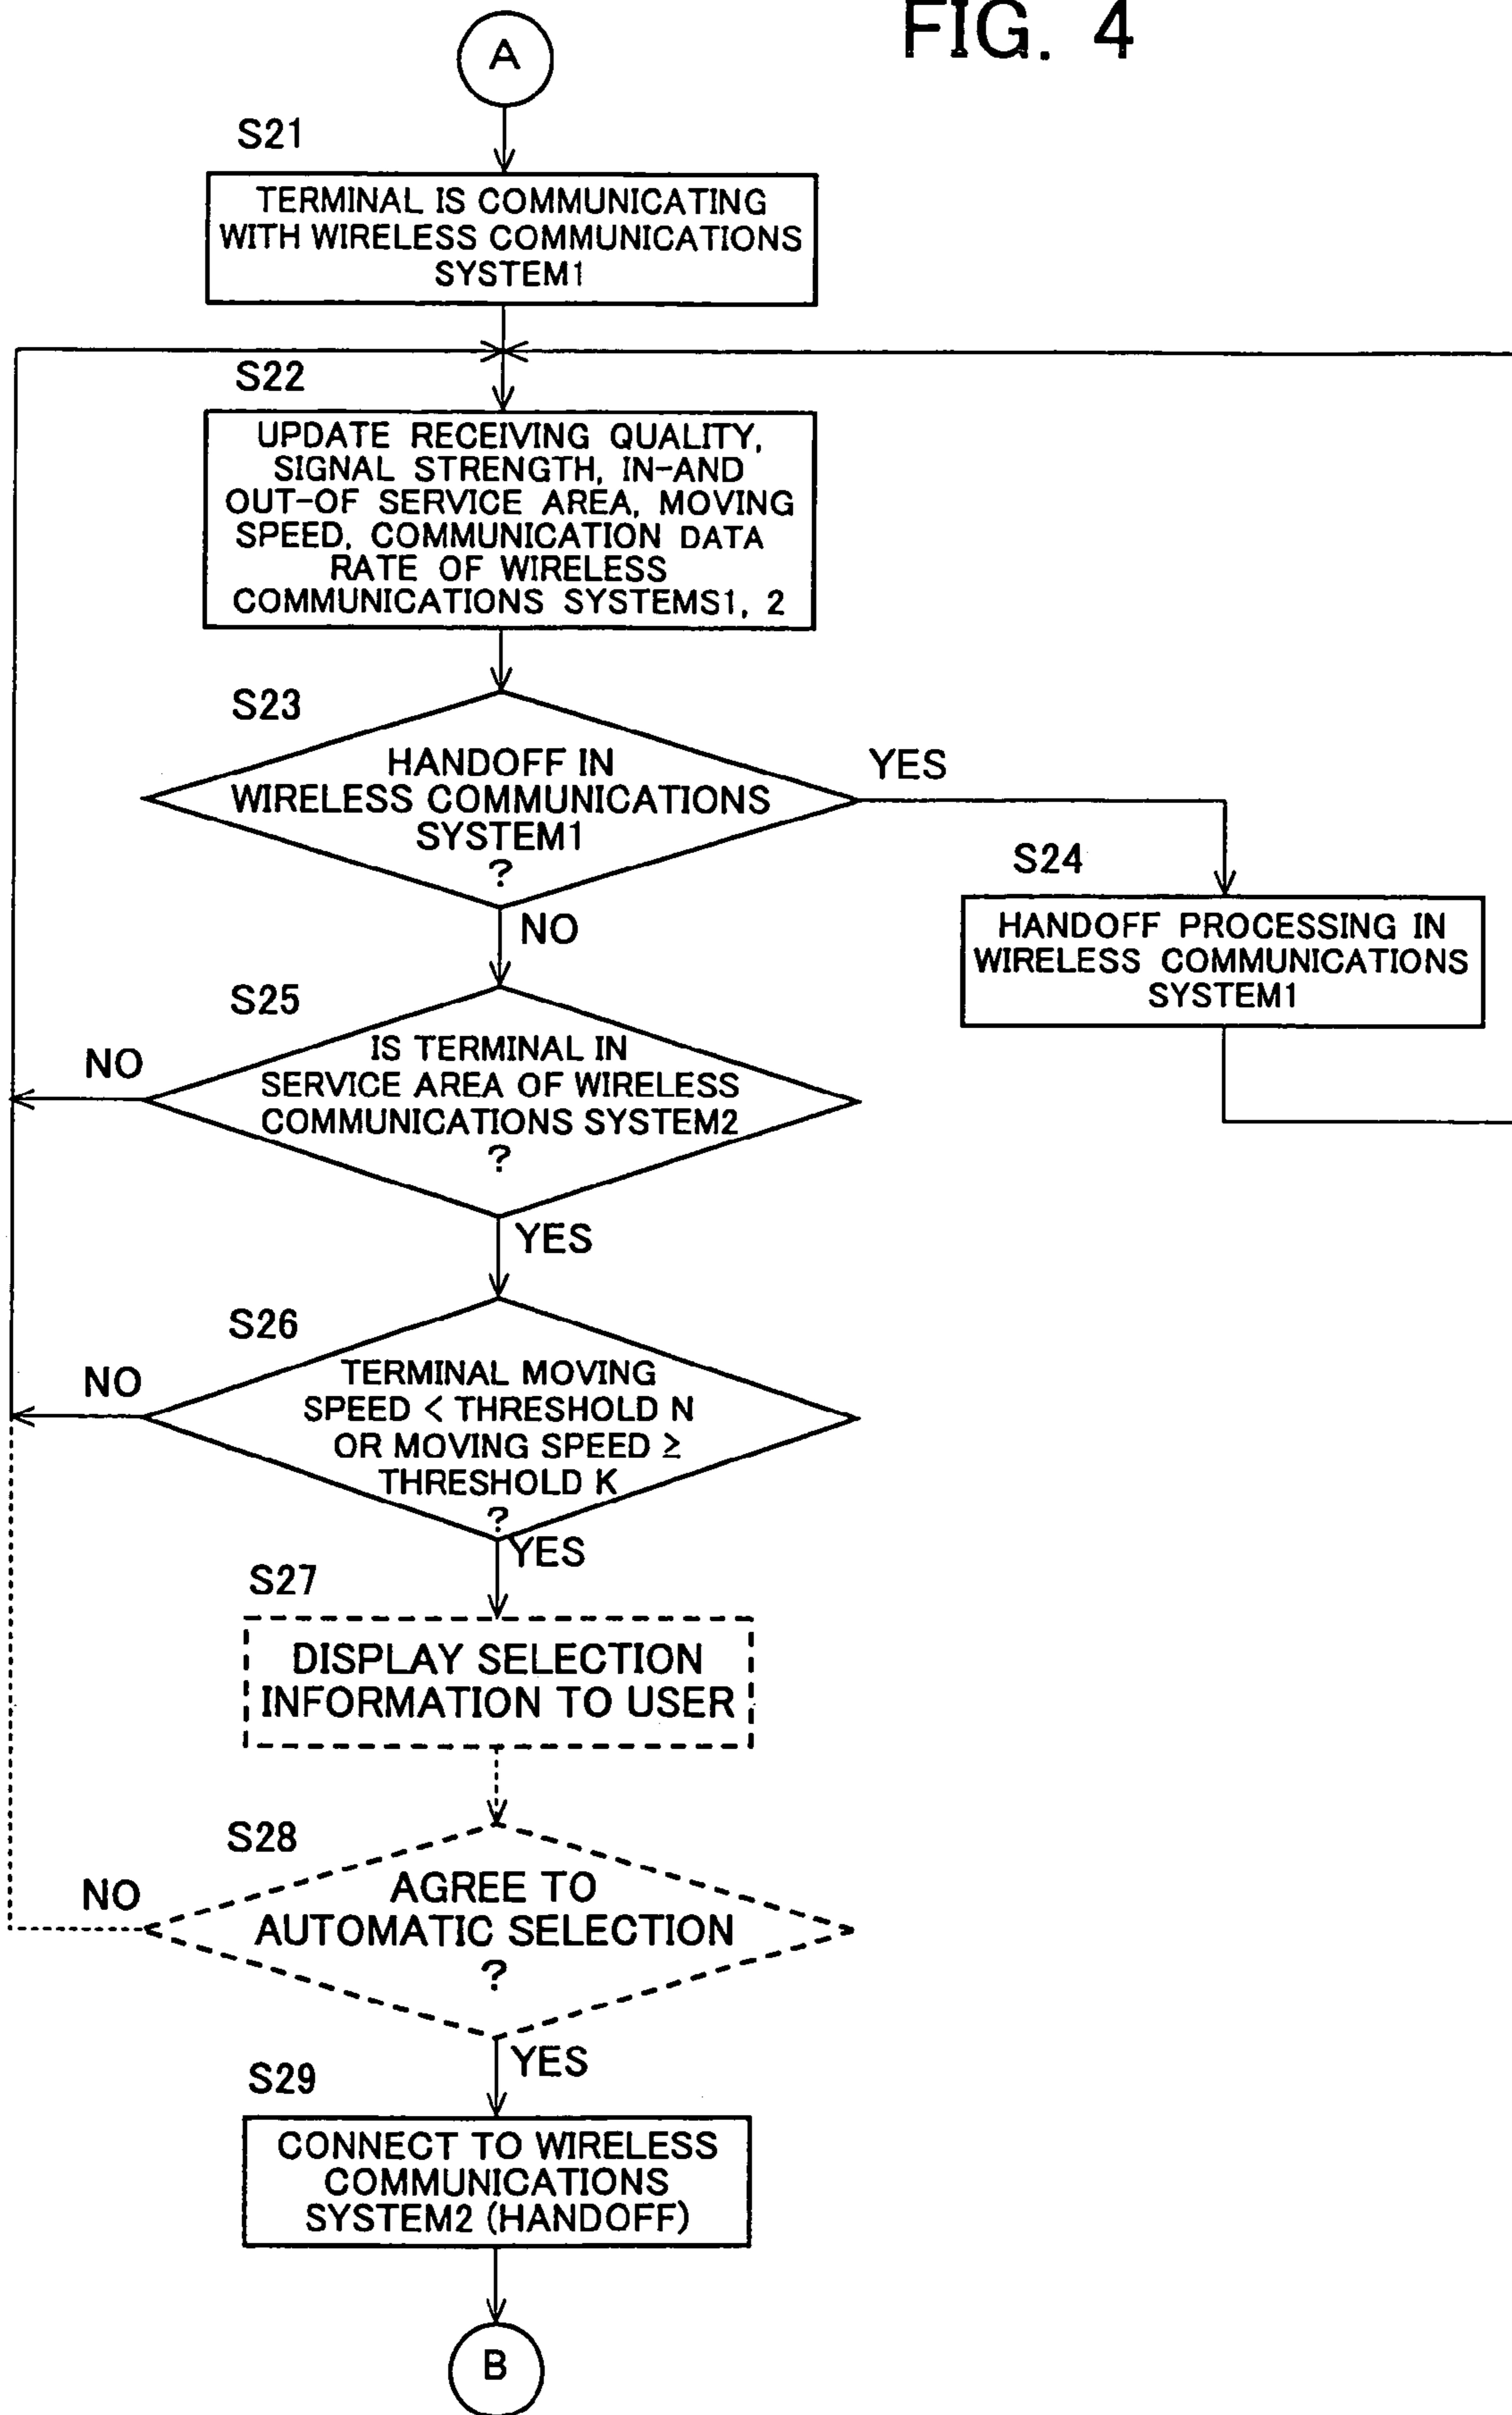 FIG. 4
A
S21
TERMINAL IS COMMUNICATING
WITH WIRELESS COMMUNICATIONS
SYSTEM1
S22
UPDATE RECEIVING QUALITY,
SIGNAL STRENGTH, IN-AND
OUT-OF SERVICE AREA, MOVING
SPEED, COMMUNICATION DATA
RATE OF WIRELESS
COMMUNICATIONS SYSTEMS1, 2
S23
HANDOFF IN
WIRELESS COMMUNICATIONS
SYSTEM1
?
YES
NO
S24
HANDOFF PROCESSING IN
WIRELESS COMMUNICATIONS
SYSTEM1
S25
IS TERMINAL IN
SERVICE AREA OF WIRELESS
COMMUNICATIONS SYSTEM2
?
NO
YES
S26
TERMINAL MOVING
SPEED < THRESHOLD N
OR MOVING SPEED ≥
THRESHOLD K
?
NO
YES
S27
DISPLAY SELECTION
INFORMATION TO USER
S28
AGREE TO
AUTOMATIC SELECTION
?
NO
YES
S29
CONNECT TO WIRELESS
COMMUNICATIONS
SYSTEM2 (HANDOFF)
B